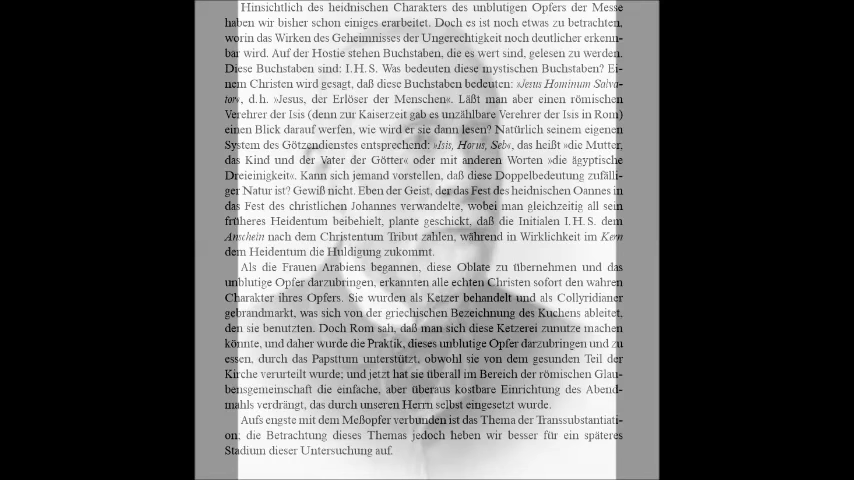 Hinsichtlich des heidnischen Charakters des unblutigen Opfers der Messe
haben wir bisher schon einiges erarbeitet. Doch es ist noch etwas zu betrachten,
worin das Wirken des Geheimnisses der Ungerechtigkeit noch deutlicher erkenn-
bar wird. Auf der Hostie stehen Buchstaben, die es wert sind, gelesen zu werden.
Diese Buchstaben sind: I.H.S. Was bedeuten diese mystischen Buchstaben? Ei-
nem Christen wird gesagt, daß diese Buchstaben bedeuten: »Jesus Hominum Salva-
tor«, d.h. »Jesus, der Erlöser der Menschen«. Läßt man aber einen römischen
Verehrer der Isis (denn zur Kaiserzeit gab es unzählbare Verehrer der Isis in Rom)
einen Blick darauf werfen, wie wird er sie dann lesen? Natürlich seinem eigenen
System des Götzendienstes entsprechend: »Isis, Horus, Seb«, das heißt »die Mutter,
das Kind und der Vater der Götter« oder mit anderen Worten »die ägyptische
Dreieinigkeit«. Kann sich jemand vorstellen, daß diese Doppelbedeutung zufälli-
ger Natur ist? Gewiß nicht. Eben der Geist, der das Fest des heidnischen Oannes in
das Fest des christlichen Johannes verwandelte, wobei man gleichzeitig all sein
früheres Heidentum beibehielt, plante geschickt, daß die Initialen I.H.S. dem
Anschein nach dem Christentum Tribut zahlen, während in Wirklichkeit im Kern
dem Heidentum die Huldigung zukommt.
Als die Frauen Arabiens begannen, diese Oblate zu übernehmen und das
unblutige Opfer darzubringen, erkannten alle echten Christen sofort den wahren
Charakter ihres Opfers. Sie wurden als Ketzer behandelt und als Collyridianer
gebrandmarkt, was sich von der griechischen Bezeichnung des Kuchens ableitet,
den sie benutzten. Doch Rom sah, daß man sich diese Ketzerei zunutze machen
könnte, und daher wurde die Praktik, dieses unblutige Opfer darzubringen und zu
essen, durch das Papsttum unterstützt, obwohl sie von dem gesunden Teil der
Kirche verurteilt wurde; und jetzt hat sie überall im Bereich der römischen Glau-
bensgemeinschaft die einfache, aber überaus kostbare Einrichtung des Abend-
mahls verdrängt, das durch unseren Herrn selbst eingesetzt wurde.
Aufs engste mit dem Meßopfer verbunden ist das Thema der Transsubstantiati-
on; die Betrachtung dieses Themas jedoch heben wir besser für ein späteres
Stadium dieser Untersuchung auf.